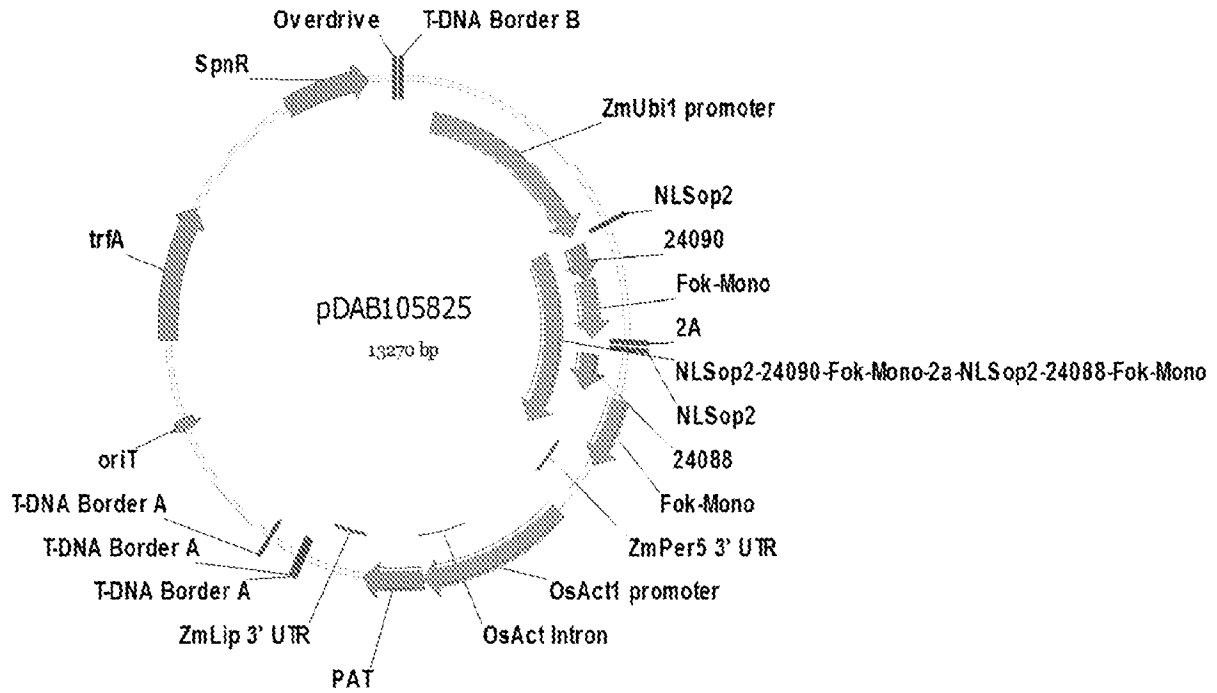 Overdrive
T-DNA Border B
SpnR
ZmUbi1 promoter
NLSop2
24090
trfA
Fok-Mono
pDAB105825
2A
13270 bp
NLSop2-24090-Fok-Mono-2a-NLSop2-24088-Fok-Mono
NLSop2
oriT
24088
T-DNA Border A
Fok-Mono
T-DNA Border A
ZmPer5 3' UTR
T-DNA Border A
OsAct1 promoter
ZmLip 3' UTR
OsAct Intron
PAT